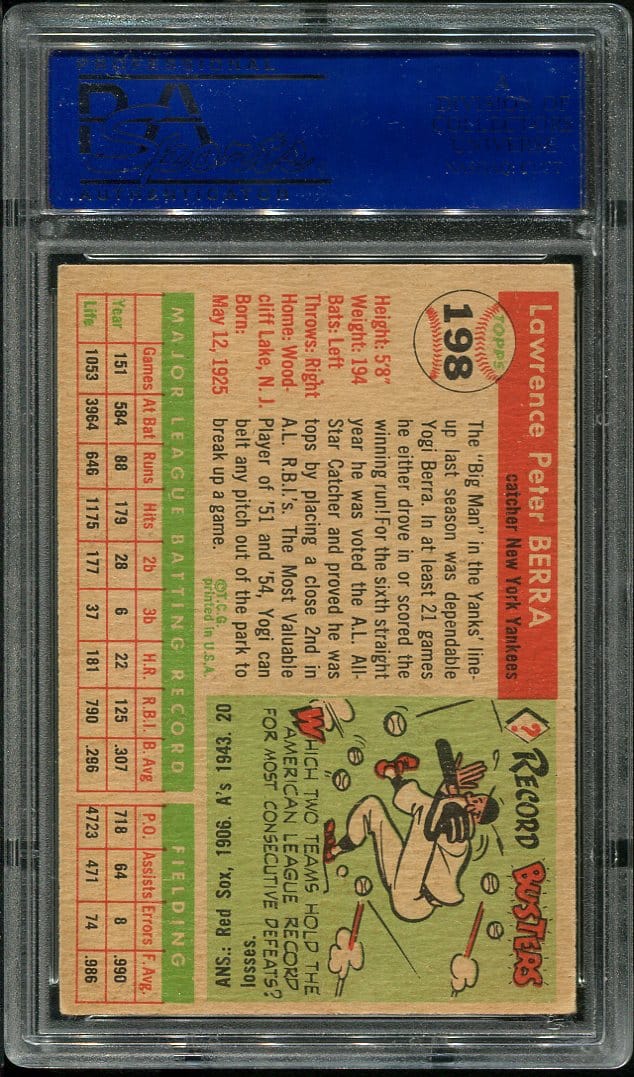 PROFESSIONAL
PSA
Sports
AUTHENTICATOR
A
DIVISION OF
COLLECTORS
UNIVERSE
TOPPS
198
Lawrence Peter BERRA
catcher New York Yankees
Height: 5'8"
Weight: 194
Bats: Left
Throws: Right
Home: Wood-
cliff Lake, N. J.
Born:
May 12, 1925
The "Big Man" in the Yanks' line-
up last season was dependable
Yogi Berra. In at least 21 games
he either drove in or scored the
winning run! For the sixth straight
year he was voted the A.L. All-
Star Catcher and proved he was
tops by placing a close 2nd in
A.L. R.B.I.'s. The Most Valuable
Player of '51 and '54, Yogi can
belt any pitch out of the park to
break up a game.
©T.C.G.
printed in U.S.A.
? RECORD BUSTERS
WHICH TWO TEAMS HOLD THE
AMERICAN LEAGUE RECORD
FOR MOST CONSECUTIVE DEFEATS?
ANS.: Red Sox, 1906, A's, 1943, 20
losses.
MAJOR LEAGUE BATTING RECORD FIELDING
Games At Bat Runs Hits 2b 3b H.R. R.B.I. B. Avg P.O. Assists Errors F. Avg.
Year 151 584 88 179 28 6 22 125 .307 718 64 8 .990
Life 1053 3964 646 1175 177 37 181 790 .296 4723 471 74 .986